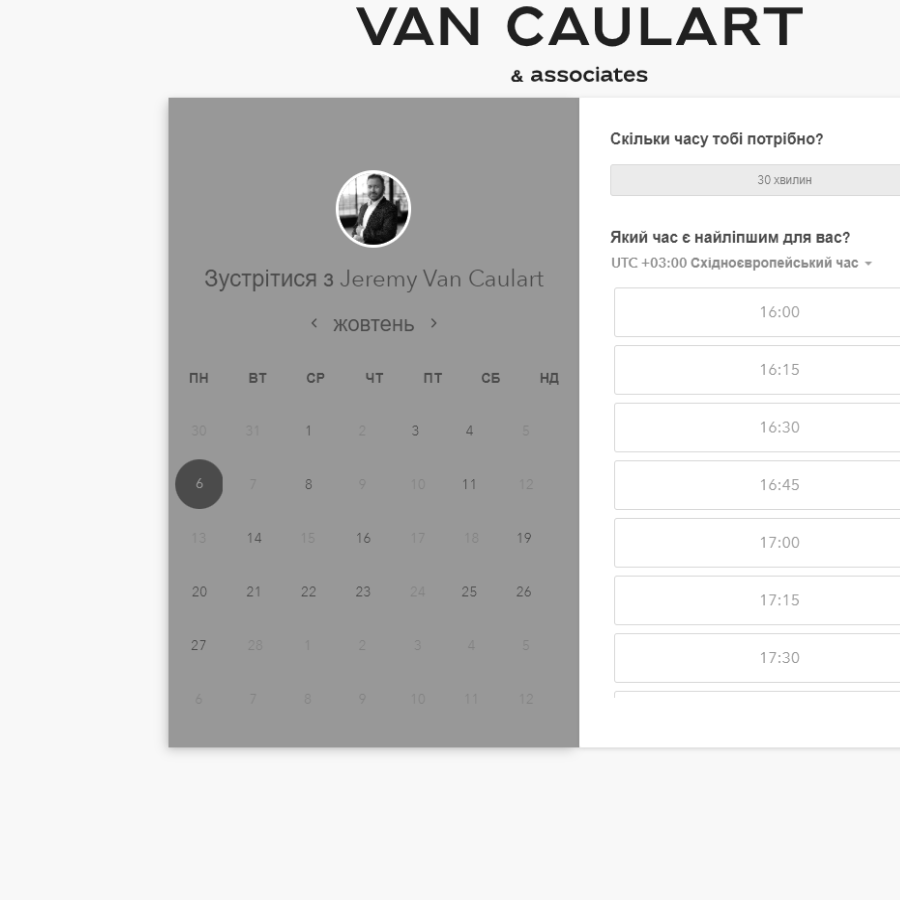 VAN CAULART
& associates
Зустрітися з Jeremy Van Caulart
жовтень
ПН ВТ СР ЧТ ПТ СБ НД
30 31 1 2 3 4 5
6 7 8 9 10 11 12
13 14 15 16 17 18 19
20 21 22 23 24 25 26
27 28 1 2 3 4 5
6 7 8 9 10 11 12
Скільки часу тобі потрібно?
30 хвилин
Який час є найліпшим для вас?
UTC +03:00 Східноєвропейський час
16:00
16:15
16:30
16:45
17:00
17:15
17:30